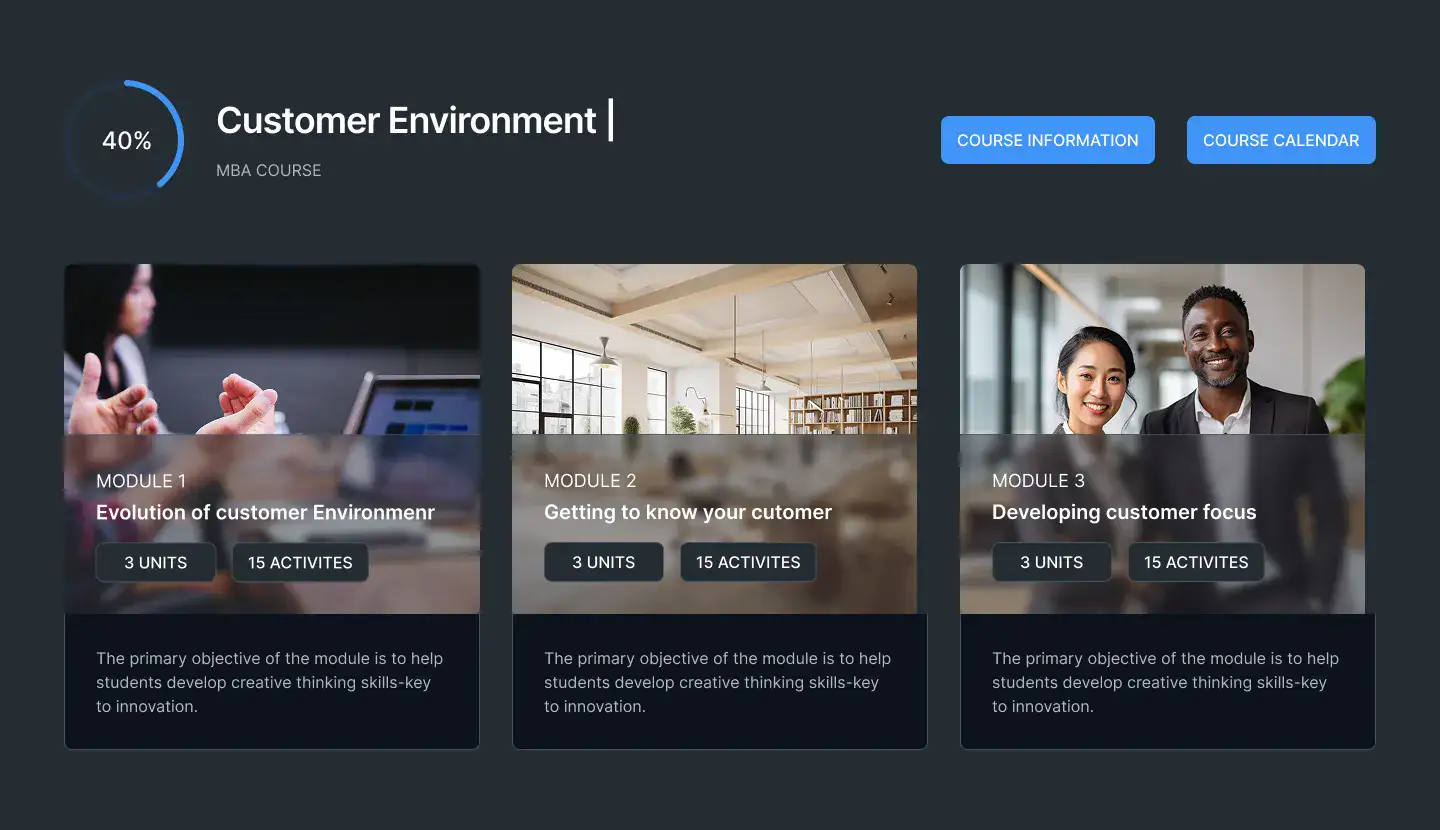 40%
Customer Environment |
MBA COURSE
COURSE INFORMATION
COURSE CALENDAR
MODULE 1
Evolution of customer Environmenr
3 UNITS
15 ACTIVITES
The primary objective of the module is to help
students develop creative thinking skills-key
to innovation.
MODULE 2
Getting to know your cutomer
3 UNITS
15 ACTIVITES
The primary objective of the module is to help
students develop creative thinking skills-key
to innovation.
MODULE 3
Developing customer focus
3 UNITS
15 ACTIVITES
The primary objective of the module is to help
students develop creative thinking skills-key
to innovation.